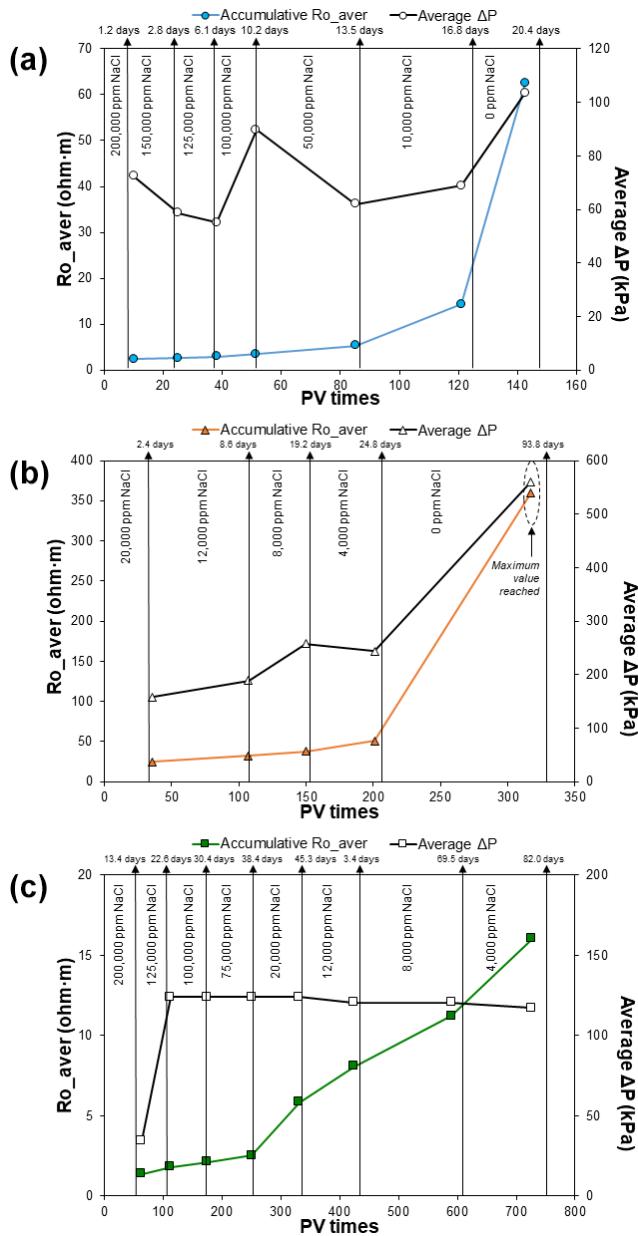 (a)
Accumulative Ro_aver
Average ΔP
1.2 days
2.8 days
6.1 days
10.2 days
13.5 days
16.8 days
20.4 days
200,000 ppm NaCl
150,000 ppm NaCl
125,000 ppm NaCl
100,000 ppm NaCl
50,000 ppm NaCl
10,000 ppm NaCl
0 ppm NaCl
Ro_aver (ohm·m)
70
60
50
40
30
20
10
0
Average ΔP (kPa)
120
100
80
60
40
20
0
0
20
40
60
80
100
120
140
160
PV times
(b)
Accumulative Ro_aver
Average ΔP
2.4 days
8.6 days
19.2 days
24.8 days
93.8 days
20,000 ppm NaCl
12,000 ppm NaCl
8,000 ppm NaCl
4,000 ppm NaCl
0 ppm NaCl
Maximum
value
reached
Ro_aver (ohm·m)
400
350
300
250
200
150
100
50
0
Average ΔP (kPa)
600
500
400
300
200
100
0
0
50
100
150
200
250
300
350
PV times
(c)
Accumulative Ro_aver
Average ΔP
13.4 days
22.6 days
30.4 days
38.4 days
45.3 days
3.4 days
69.5 days
82.0 days
200,000 ppm NaCl
125,000 ppm NaCl
100,000 ppm NaCl
75,000 ppm NaCl
20,000 ppm NaCl
12,000 ppm NaCl
8,000 ppm NaCl
4,000 ppm NaCl
Ro_aver (ohm·m)
20
15
10
5
0
Average ΔP (kPa)
200
150
100
50
0
0
100
200
300
400
500
600
700
800
PV times